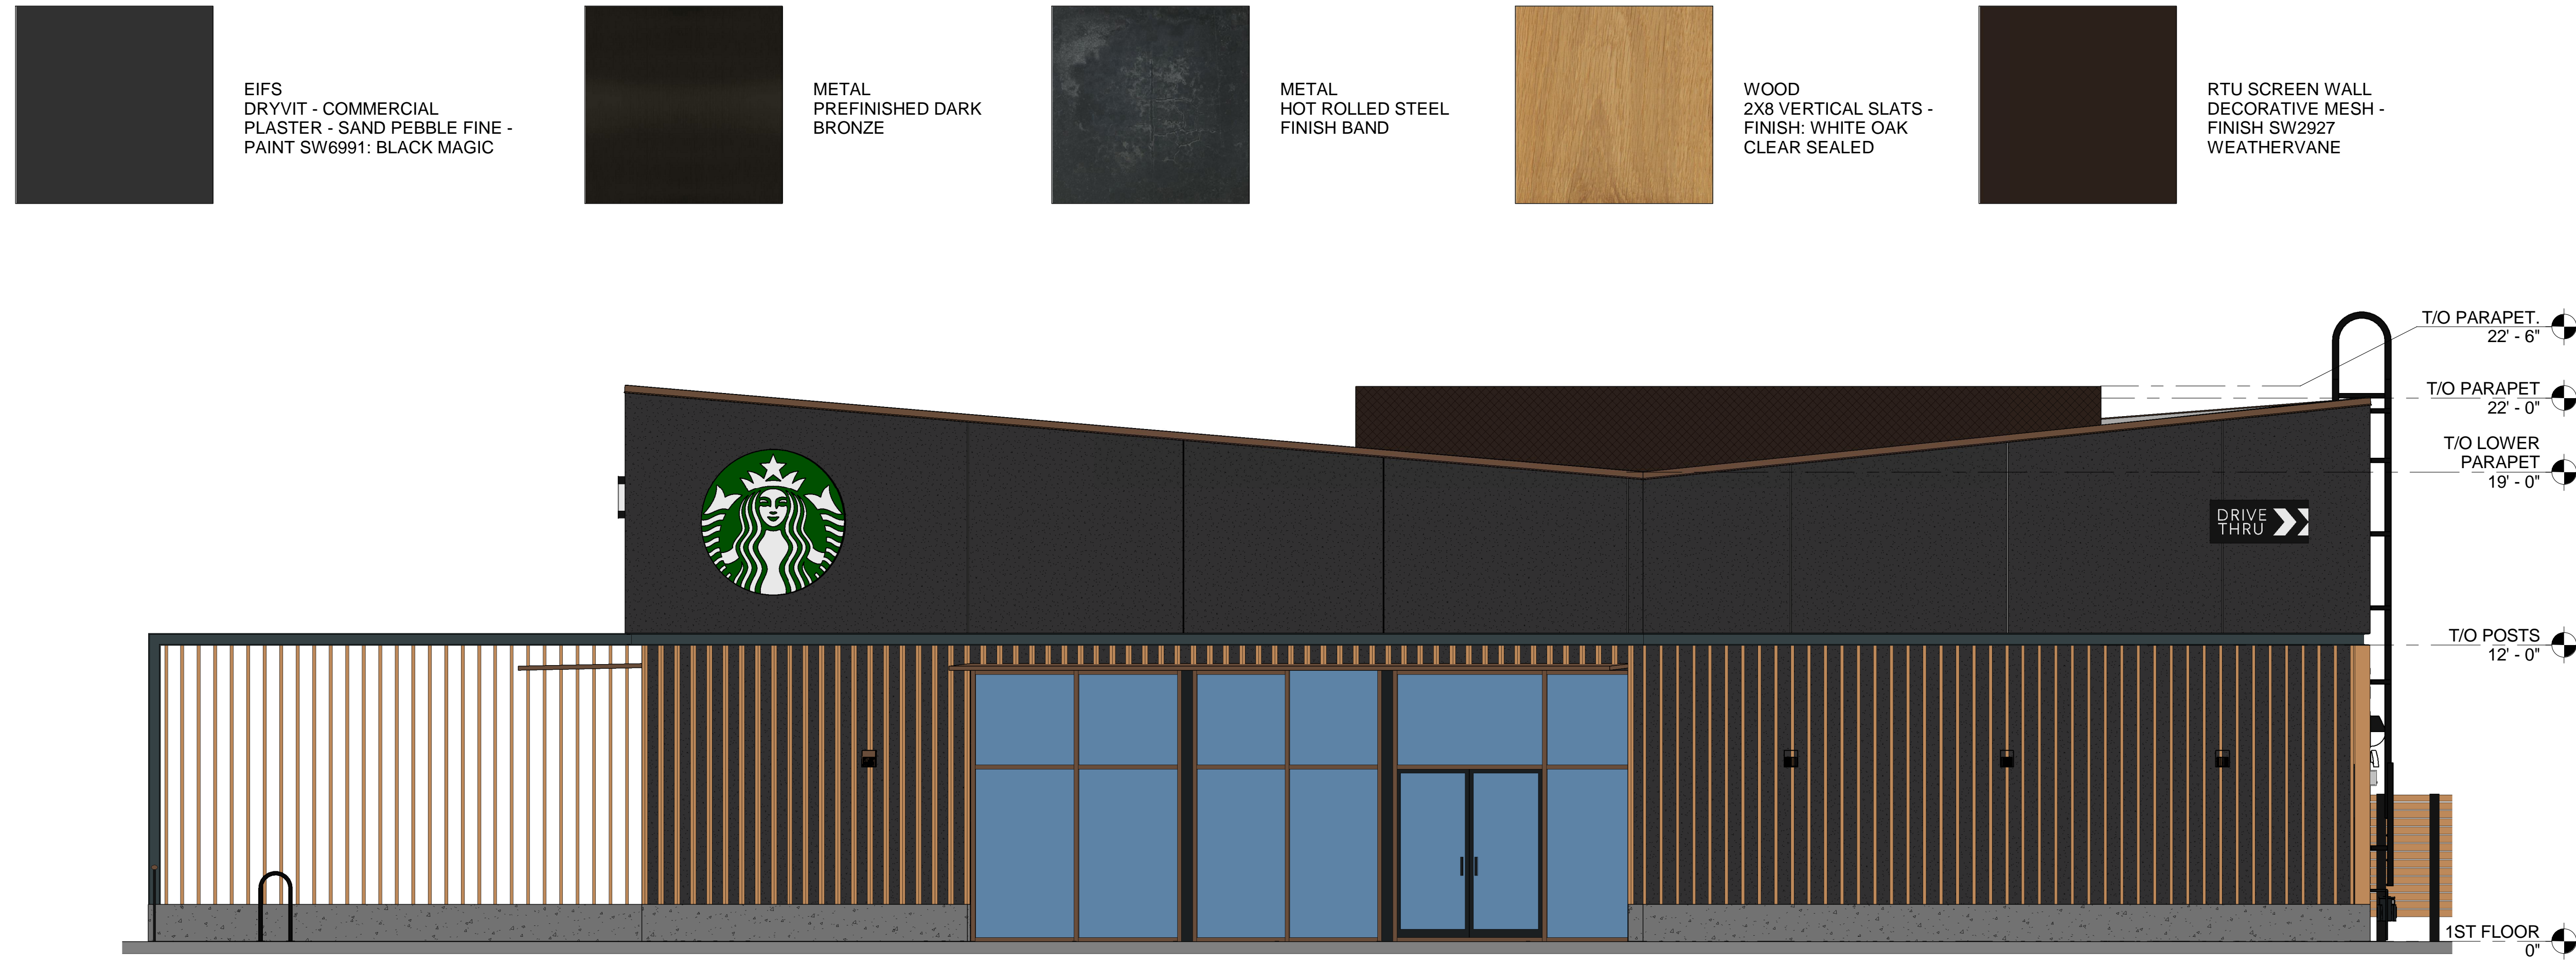 EIFS
DRYVIT - COMMERCIAL
PLASTER - SAND PEBBLE FINE -
PAINT SW6991: BLACK MAGIC
METAL
PREFINISHED DARK
BRONZE
METAL
HOT ROLLED STEEL
FINISH BAND
WOOD
2X8 VERTICAL SLATS -
FINISH: WHITE OAK
CLEAR SEALED
RTU SCREEN WALL
DECORATIVE MESH -
FINISH SW2927
WEATHERVANE
T/O PARAPET.
22' - 6"
T/O PARAPET
22' - 0"
T/O LOWER
PARAPET
19' - 0"
DRIVE
THRU
T/O POSTS
12' - 0"
1ST FLOOR
0"